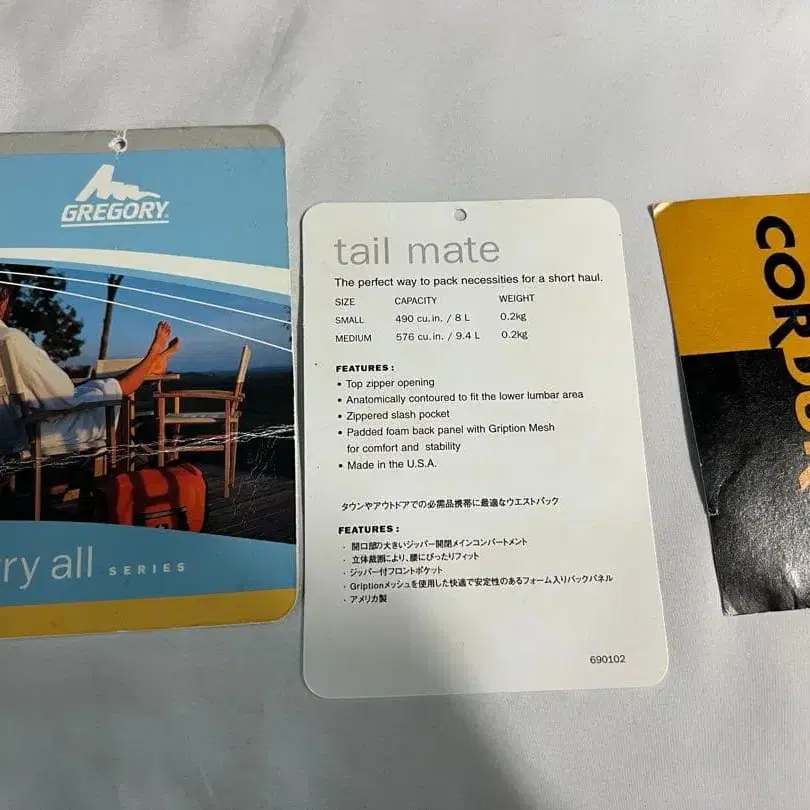 GREGORY
ry all SERIES
tail mate
The perfect way to pack necessities for a short haul.
SIZE CAPACITY WEIGHT
SMALL 490 cu.in. / 8 L 0.2kg
MEDIUM 576 cu.in. / 9.4 L 0.2kg
FEATURES :
• Top zipper opening
• Anatomically contoured to fit the lower lumbar area
• Zippered slash pocket
• Padded foam back panel with Gription Mesh
for comfort and stability
• Made in the U.S.A.
タウンやアウトドアでの必需品携帯に最適なウエストパック
FEATURES :
· 開口部の大きいジッパー開閉メインコンパートメント
· 立体裁断により、腰にぴったりフィット
· ジッパー付フロントポケット
· Griptionメッシュを使用した快適で安定性のあるフォーム入りバックパネル
· アメリカ製
690102
CORDUR